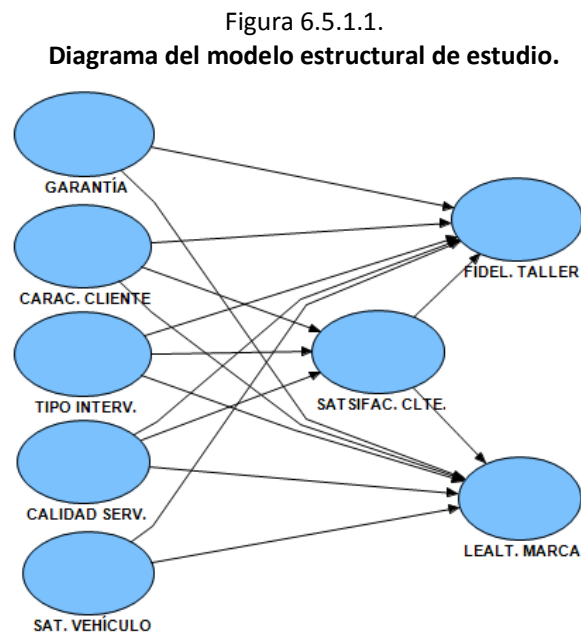 Figura 6.5.1.1.
Diagrama del modelo estructural de estudio.
GARANTÍA
FIDEL. TALLER
CARAC. CLIENTE
TIPO INTERV.
SATSIFAC. CLTE.
CALIDAD SERV.
LEALT. MARCA
SAT. VEHÍCULO